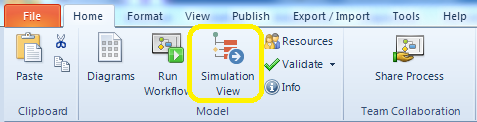 File Home Format View Publish Export / Import Tools Help
Paste
Diagrams
Run
Workflow
Simulation
View
Resources
Validate
Info
Share Process
Clipboard Model Team Collaboration